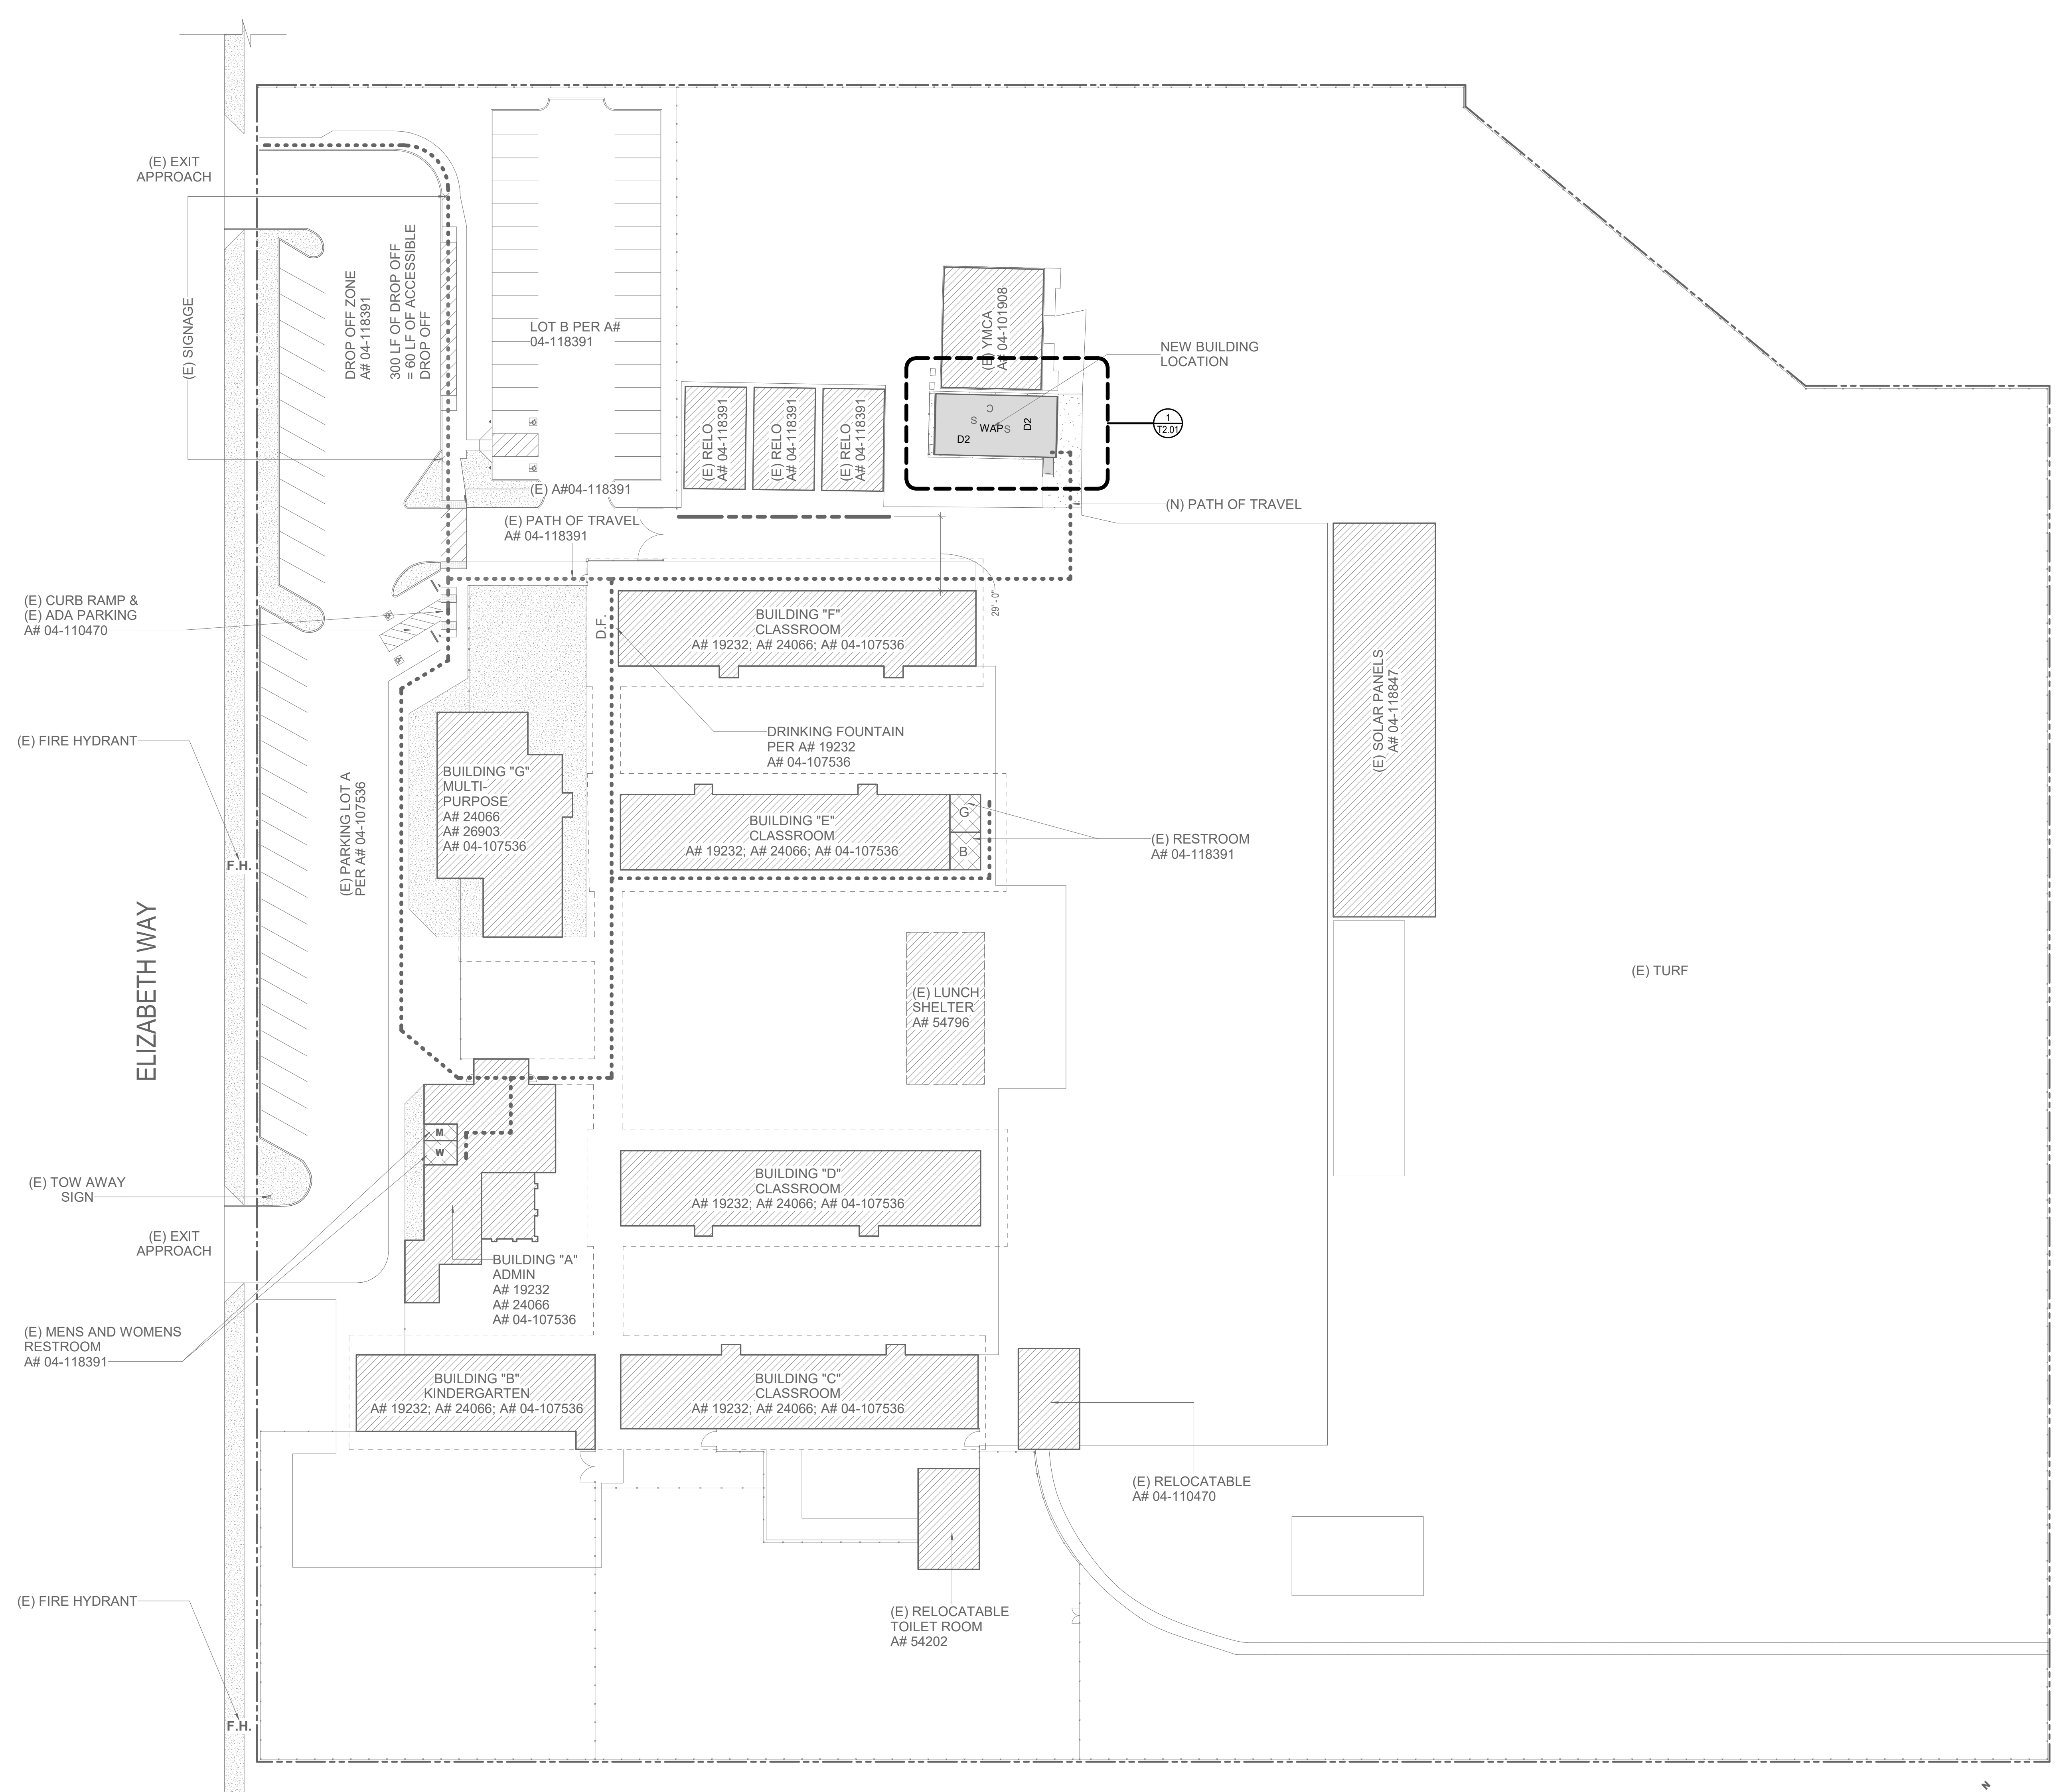 (E) EXIT
APPROACH
(E) SIGNAGE
DROP OFF ZONE
A# 04-118391
300 LF OF DROP OFF
= 60 LF OF ACCESSIBLE
DROP OFF
LOT B PER A#
04-118391
(E) YMCA
A# 04-101908
NEW BUILDING
LOCATION
(E) RELO
A# 04-118391
(E) RELO
A# 04-118391
(E) RELO
A# 04-118391
C
S
WAP
S
D2
D2
1
T2.01
(E) A#04-118391
(N) PATH OF TRAVEL
(E) PATH OF TRAVEL
A# 04-118391
(E) CURB RAMP &
(E) ADA PARKING
A# 04-110470
D.F.
BUILDING "F"
CLASSROOM
A# 19232; A# 24066; A# 04-107536
29' - 0"
(E) SOLAR PANELS
A# 04-118847
(E) FIRE HYDRANT
DRINKING FOUNTAIN
PER A# 19232
A# 04-107536
BUILDING "G"
MULTI-
PURPOSE
A# 24066
A# 26903
A# 04-107536
(E) PARKING LOT A
PER A# 04-107536
BUILDING "E"
CLASSROOM
A# 19232; A# 24066; A# 04-107536
G
B
(E) RESTROOM
A# 04-118391
F.H.
ELIZABETH WAY
(E) LUNCH
SHELTER
A# 54796
(E) TURF
M
W
(E) TOW AWAY
SIGN
BUILDING "D"
CLASSROOM
A# 19232; A# 24066; A# 04-107536
(E) EXIT
APPROACH
BUILDING "A"
ADMIN
A# 19232
A# 24066
A# 04-107536
(E) MENS AND WOMENS
RESTROOM
A# 04-118391
BUILDING "B"
KINDERGARTEN
A# 19232; A# 24066; A# 04-107536
BUILDING "C"
CLASSROOM
A# 19232; A# 24066; A# 04-107536
(E) RELOCATABLE
A# 04-110470
(E) FIRE HYDRANT
(E) RELOCATABLE
TOILET ROOM
A# 54202
F.H.
N